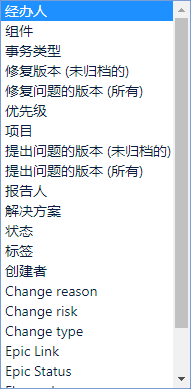 经办人
组件
事务类型
修复版本 (未归档的)
修复问题的版本 (所有)
优先级
项目
提出问题的版本 (未归档的)
提出问题的版本 (所有)
报告人
解决方案
状态
标签
创建者
Change reason
Change risk
Change type
Epic Link
Epic Status